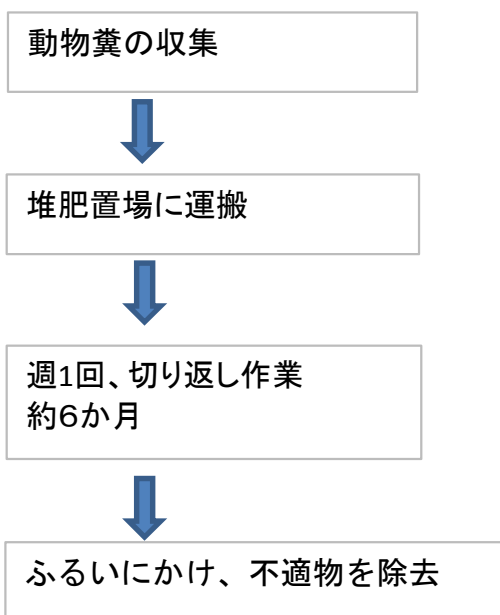 動物糞の収集
堆肥置場に運搬
週1回、切り返し作業
約6か月
ふるいにかけ、不適物を除去